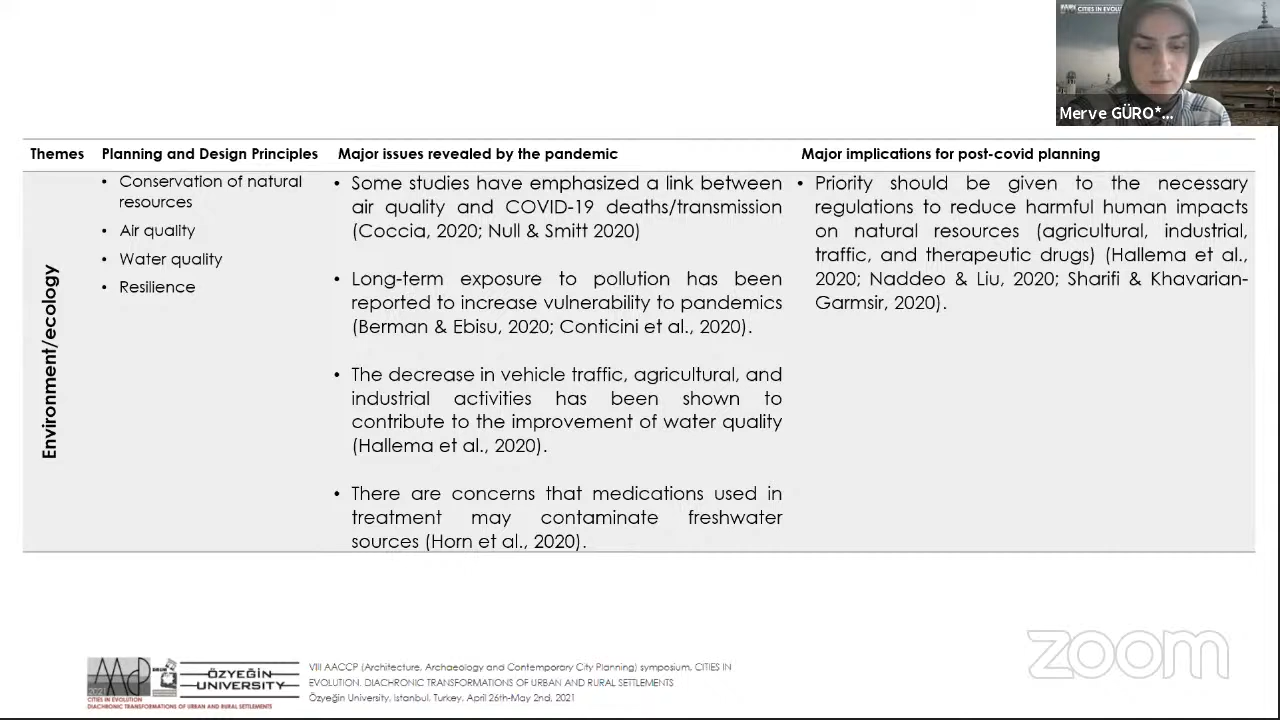 CITIES IN EVOLU
Merve GÜRO*...
Themes
Planning and Design Principles
Major issues revealed by the pandemic
Major implications for post-covid planning
Environment/ecology
• Conservation of natural
resources
• Air quality
• Water quality
• Resilience
• Some studies have emphasized a link between
air quality and COVID-19 deaths/transmission
(Coccia, 2020; Null & Smitt 2020)
• Long-term exposure to pollution has been
reported to increase vulnerability to pandemics
(Berman & Ebisu, 2020; Conticini et al., 2020).
• The decrease in vehicle traffic, agricultural, and
industrial activities has been shown to
contribute to the improvement of water quality
(Hallema et al., 2020).
• There are concerns that medications used in
treatment may contaminate freshwater
sources (Horn et al., 2020).
• Priority should be given to the necessary
regulations to reduce harmful human impacts
on natural resources (agricultural, industrial,
traffic, and therapeutic drugs) (Hallema et al.,
2020; Naddeo & Liu, 2020; Sharifi & Khavarian-
Garmsir, 2020).
zoom
2021
CITIES IN EVOLUTION
DIACHRONIC TRANSFORMATIONS OF URBAN AND RURAL SETTLEMENTS
ÖZYEĞİN
UNIVERSITY
VIII AACCP (Architecture, Archaeology and Contemporary City Planning) symposium, CITIES IN
EVOLUTION. DIACHRONIC TRANSFORMATIONS OF URBAN AND RURAL SETTLEMENTS
Özyeğin University, Istanbul, Turkey, April 26th-May 2nd, 2021